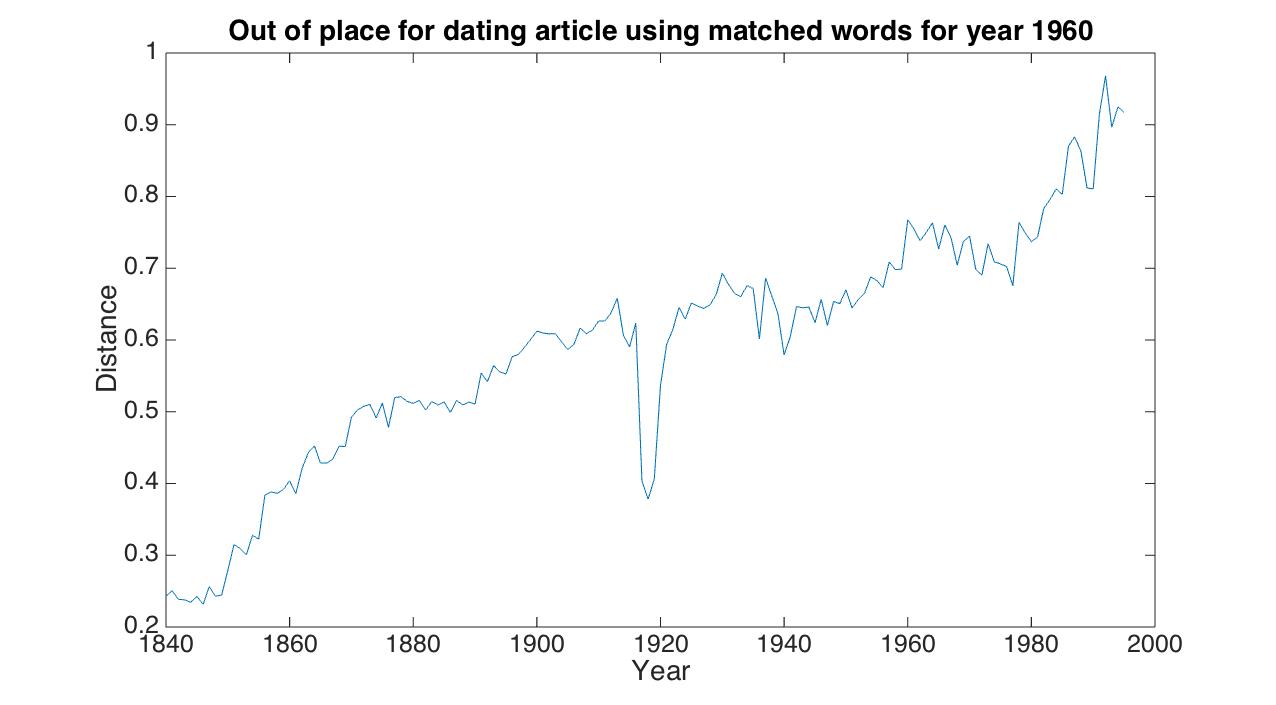 Out of place for dating article using matched words for year 1960
1
0.9
0.8
0.7
0.6
0.5
0.4
0.3
0.2
Distance
1840 1860 1880 1900 1920 1940 1960 1980 2000
Year